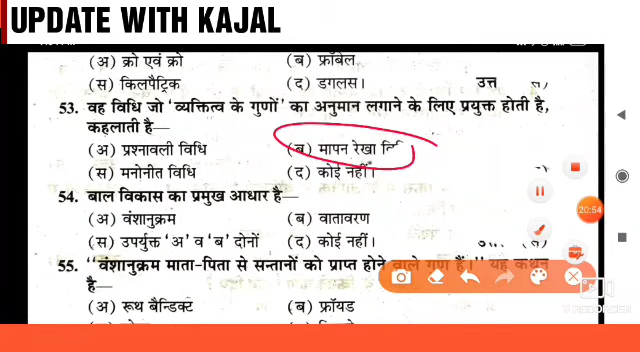 UPDATE WITH KAJAL
(अ) क्रो एवं क्रो (ब) फ्रॉबेल
(स) किलपैट्रिक (द) डगलस। उत्त
53. वह विधि जो 'व्यक्तित्व के गुणों' का अनुमान लगाने के लिए प्रयुक्त होती है,
कहलाती है—
(अ) प्रश्नावली विधि (ब) मापन रेखा
(स) मनोनीत विधि (द) कोई नहीं।
54. बाल विकास का प्रमुख आधार है—
(अ) वंशानुक्रम (ब) वातावरण
(स) उपर्युक्त 'अ' व 'ब' दोनों (द) कोई नहीं।
20:54
55. "वंशानुक्रम माता-पिता से सन्तानों को प्राप्त होने वाले गुण हैं।" यह कथन
है—
(अ) रूथ बैन्डिक्ट (ब) फ्रॉयड